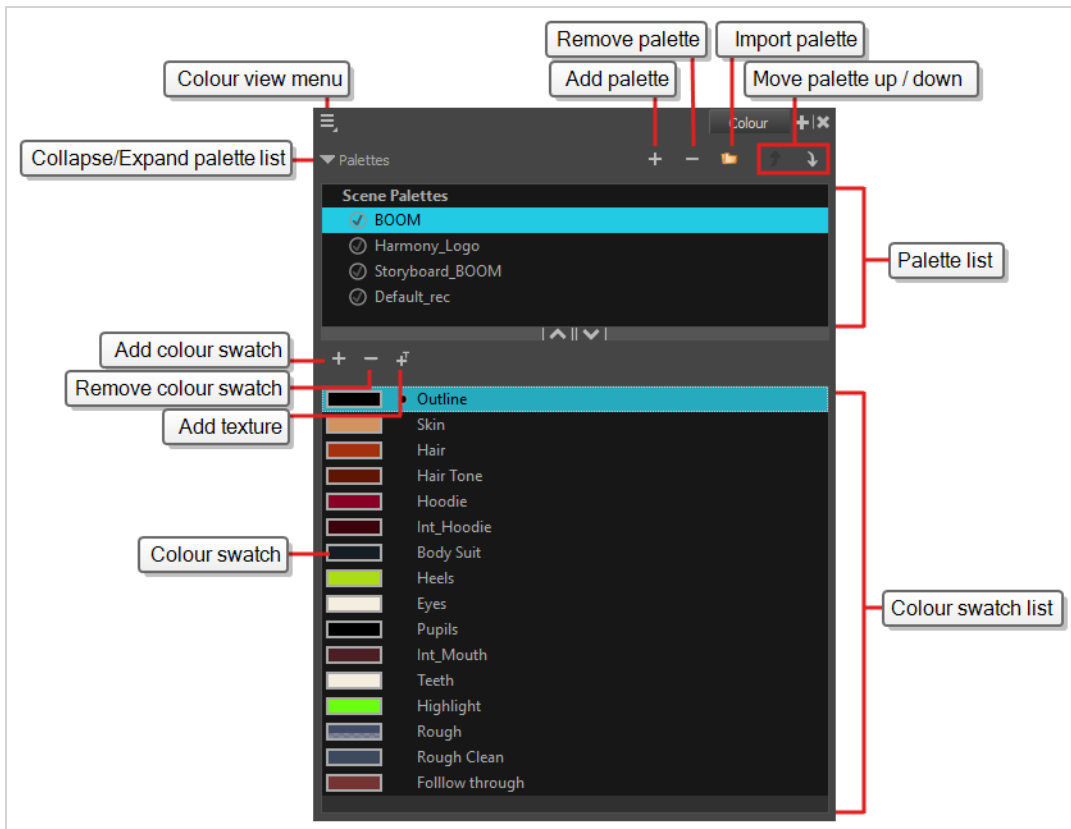 Remove palette
Import palette
Colour view menu
Add palette
Move palette up / down
Colour
Collapse/Expand palette list
Palettes
Scene Palettes
BOOM
Harmony_Logo
Storyboard_BOOM
Default_rec
Palette list
Add colour swatch
Remove colour swatch
Add texture
Outline
Skin
Hair
Hair Tone
Hoodie
Int_Hoodie
Colour swatch
Body Suit
Heels
Eyes
Colour swatch list
Pupils
Int_Mouth
Teeth
Highlight
Rough
Rough Clean
Folllow through